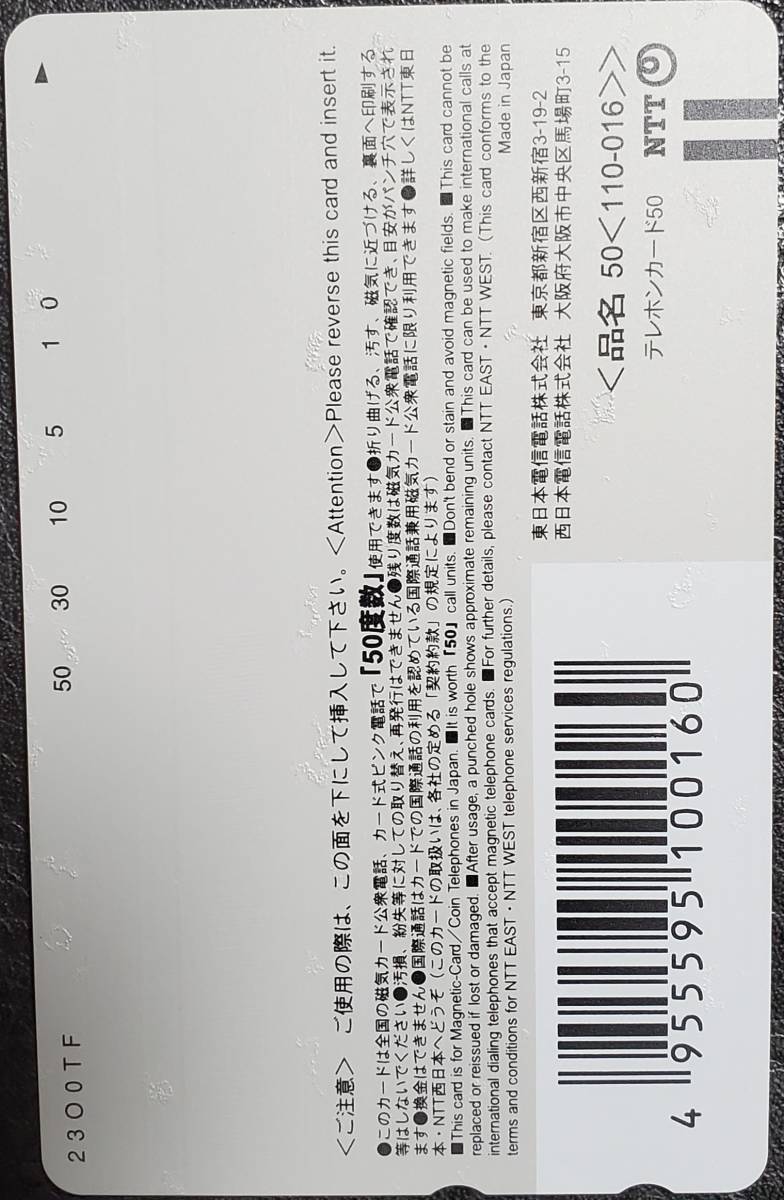 2300TF
50 30 10 5 1 0
＜ご注意＞ ご使用の際は、この面を下にして挿入して下さい。＜Attention＞Please reverse this card and insert it.
●このカードは全国の磁気カード公衆電話、カード式ピンク電話で「50度数」使用できます●折り曲げる、汚す、磁気に近づける、裏面へ印刷する
等はしないでください●汚損、紛失等に対しての取り替え、再発行はできません●残り度数は磁気カード公衆電話で確認でき、目安がパンチ穴で表示され
ます●換金はできません●国際通話はカードでの国際通話の利用を認めている国際通話兼用磁気カード公衆電話に限り利用できます●詳しくはNTT東日
本・NTT西日本へどうぞ（このカードの取扱いは、各社の定める「契約約款」の規定によります）
■This card is for Magnetic-Card/Coin Telephones in Japan. ■It is worth「50」call units. ■Don't bend or stain and avoid magnetic fields. ■This card cannot be
replaced or reissued if lost or damaged. ■After usage, a punched hole shows approximate remaining units. ■This card can be used to make international calls at
international dialing telephones that accept magnetic telephone cards. ■For further details, please contact NTT EAST・NTT WEST. (This card conforms to the
terms and conditions for NTT EAST・NTT WEST telephone services regulations.)
Made in Japan
東日本電信電話株式会社 東京都新宿区西新宿3-19-2
西日本電信電話株式会社 大阪府大阪市中央区馬場町3-15
＜品名 50＜110-016＞＞
テレホンカード50 NTT
4 955595 100160